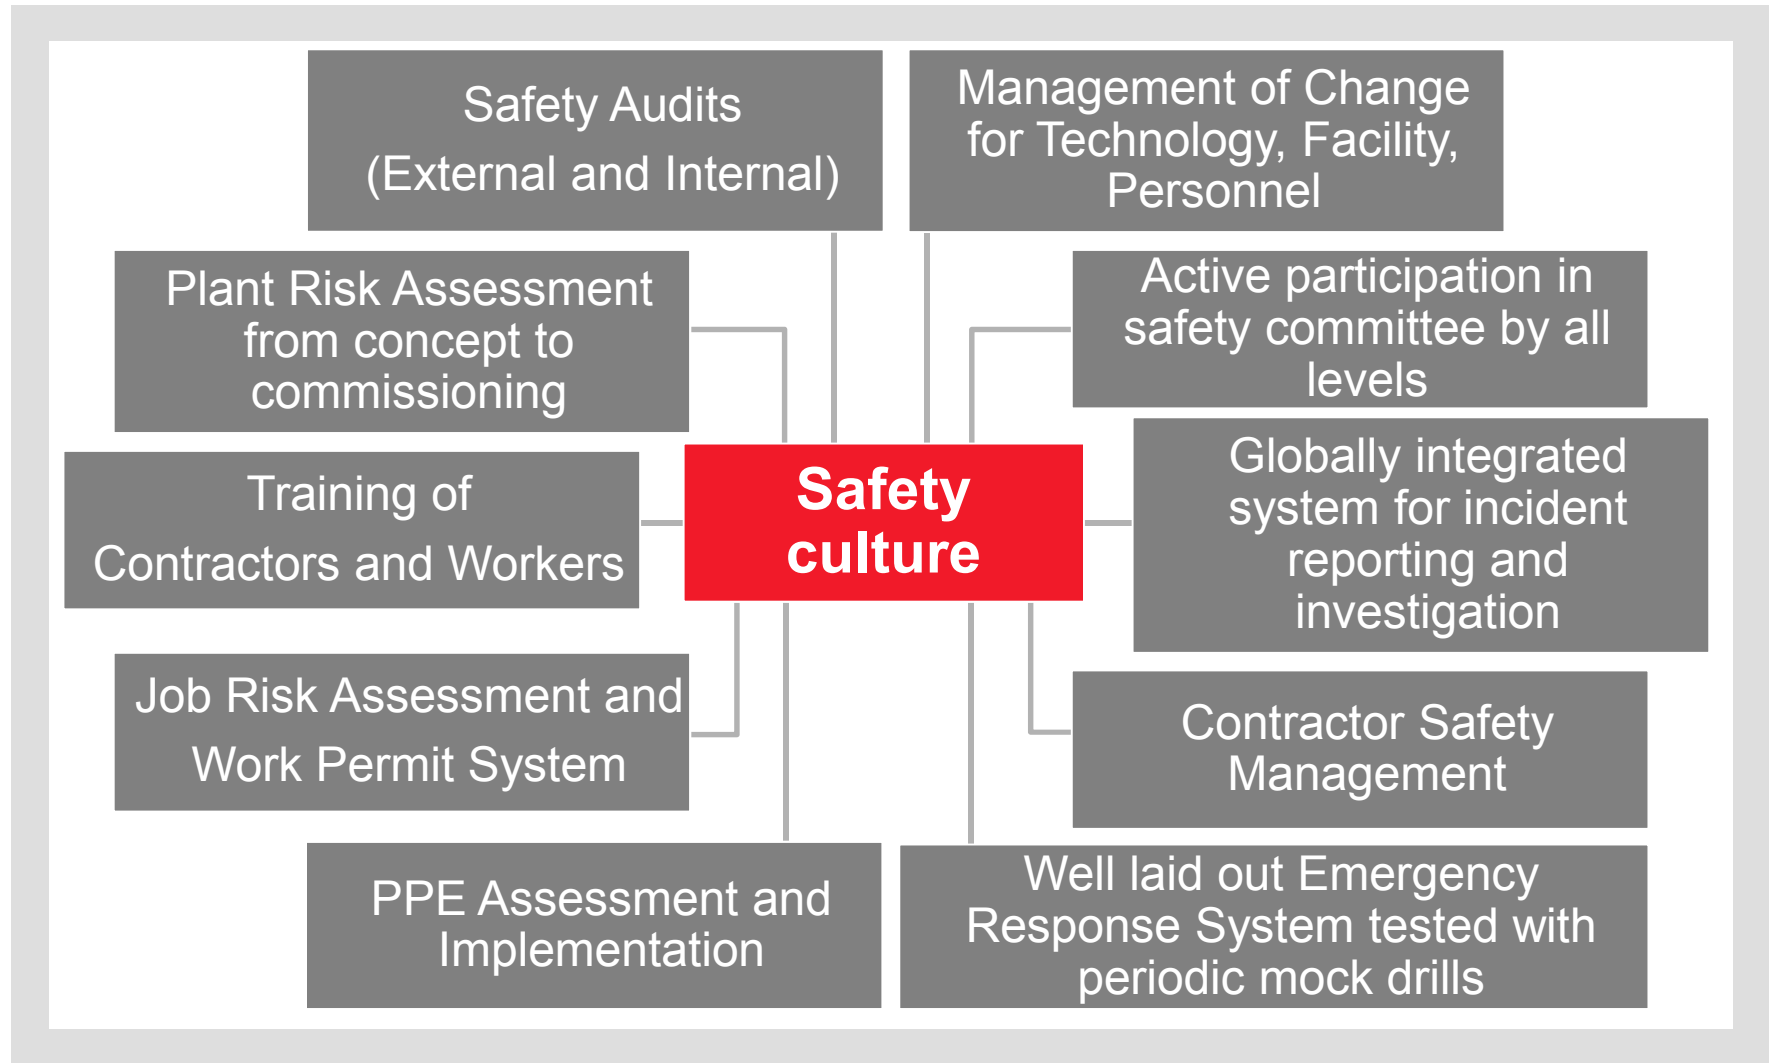 Safety Audits
(External and Internal)
Management of Change
for Technology, Facility,
Personnel
Plant Risk Assessment
from concept to
commissioning
Active participation in
safety committee by all
levels
Training of
Contractors and Workers
Safety
culture
Globally integrated
system for incident
reporting and
investigation
Job Risk Assessment and
Work Permit System
Contractor Safety
Management
PPE Assessment and
Implementation
Well laid out Emergency
Response System tested with
periodic mock drills